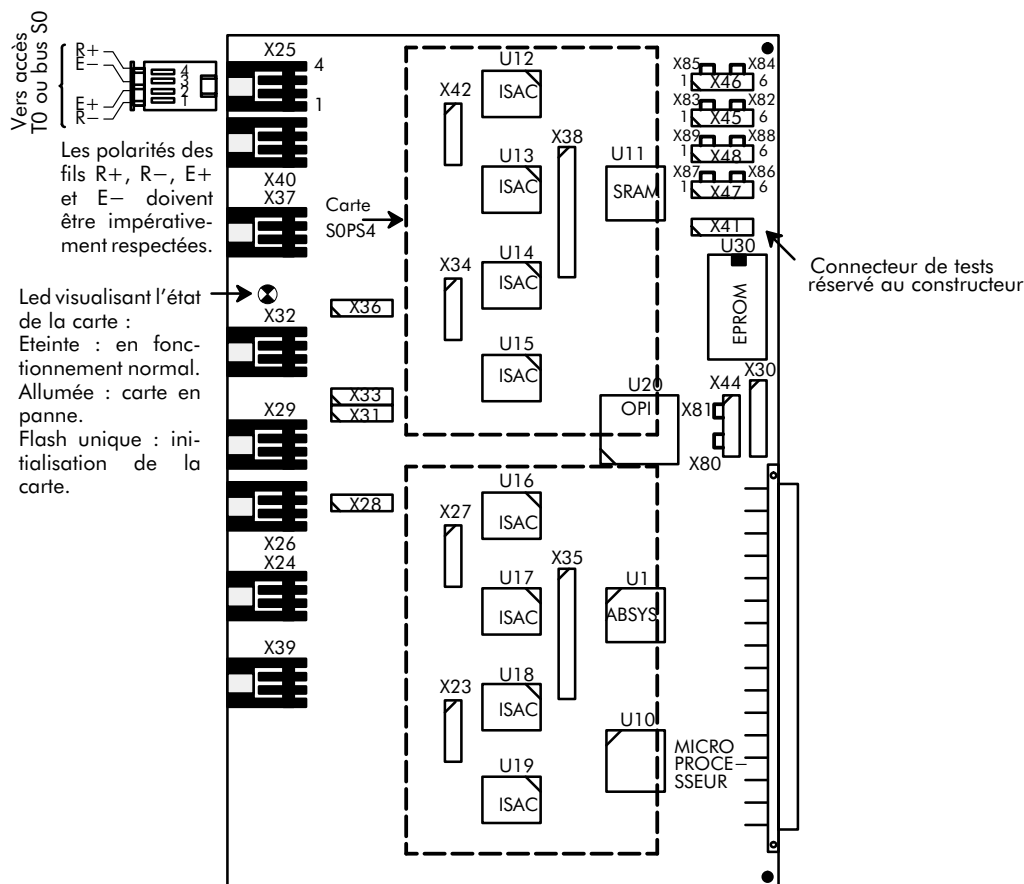 Vers accès
T0 ou bus S0
R+
E−
E+
R−
4
3
2
1
X25
4
1
Les polarités des
fils R+, R−, E+
et E− doivent
être impérative-
ment respectées.
X40
X37
Carte
S0PS4
Led visualisant l'état
de la carte :
Eteinte : en fonc-
tionnement normal.
Allumée : carte en
panne.
Flash unique : ini-
tialisation de la
carte.
X32
X29
X26
X24
X39
X36
X33
X31
X28
X42
X34
X38
U12
ISAC
U13
ISAC
U14
ISAC
U15
ISAC
U11
SRAM
U20
OPI
X85
X84
1
X46
6
X83
X82
1
X45
6
X89
X88
1
X48
6
X87
X86
1
X47
6
X41
U30
EPROM
Connecteur de tests
réservé au constructeur
X30
X44
X81
X80
X27
X23
X35
U16
ISAC
U17
ISAC
U18
ISAC
U19
ISAC
U1
ABSYS
U10
MICRO
PROCE−
SSEUR